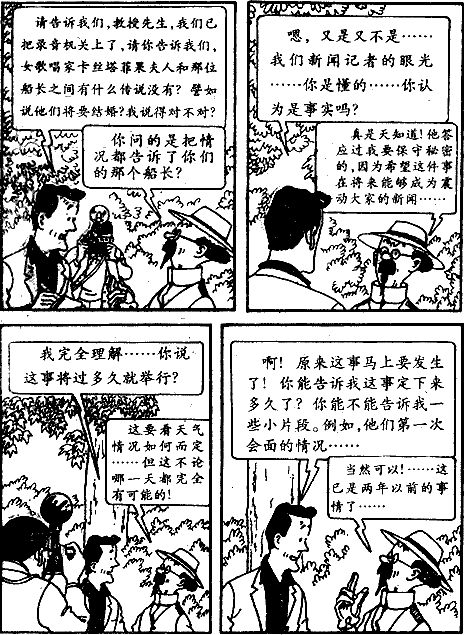 请告诉我们,教授先生,我们已
把录音机关上了,请你告诉我们,
女歌唱家卡丝塔菲果夫人和那位
船长之间有什么传说没有?譬如
说他们将要结婚?我说得对不对?
你问的是把情
况都告诉了你们
的那个船长?
嗯,又是又不是……
我们新闻记者的眼光
……你是懂的……你认
为是事实吗?
真是天知道!他答
应过我要保守秘密
的,因为希望这件事
在将来能够成为震
动大家的新闻……
我完全理解……你说
这事将过多久就举行?
这要看天气
情况如何而定
……但这不论
哪一天都完全
有可能的!
啊!原来这事马上要发生
了!你能告诉我这事定下来
多久了?你能不能告诉我一
些小片段。例如,他们第一次
会面的情况……
当然可以!……这
已是两年以前的事
情了……